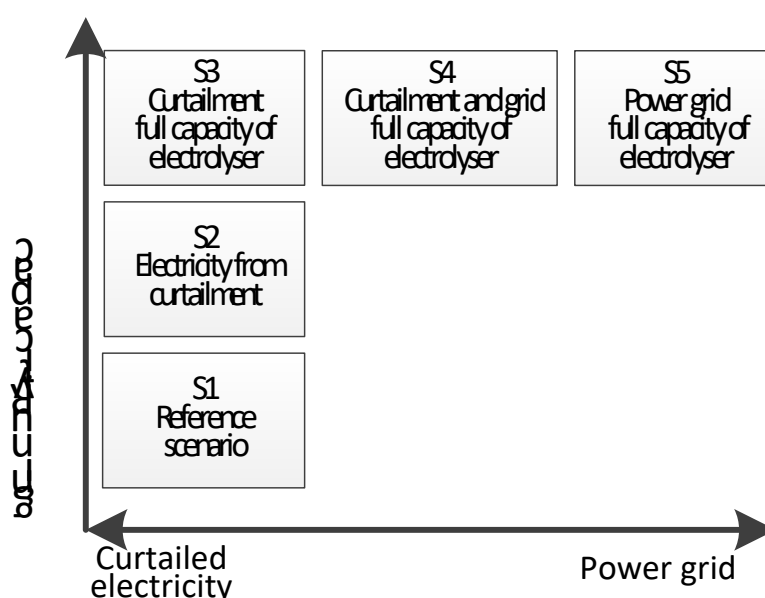 S3
Curtailment
full capacity of
electrolyser
S4
Curtailment and grid
full capacity of
electrolyser
S5
Power grid
full capacity of
electrolyser
S2
Electricity from
curtailment
S1
Reference
scenario
Curtailed
electricity
Power grid